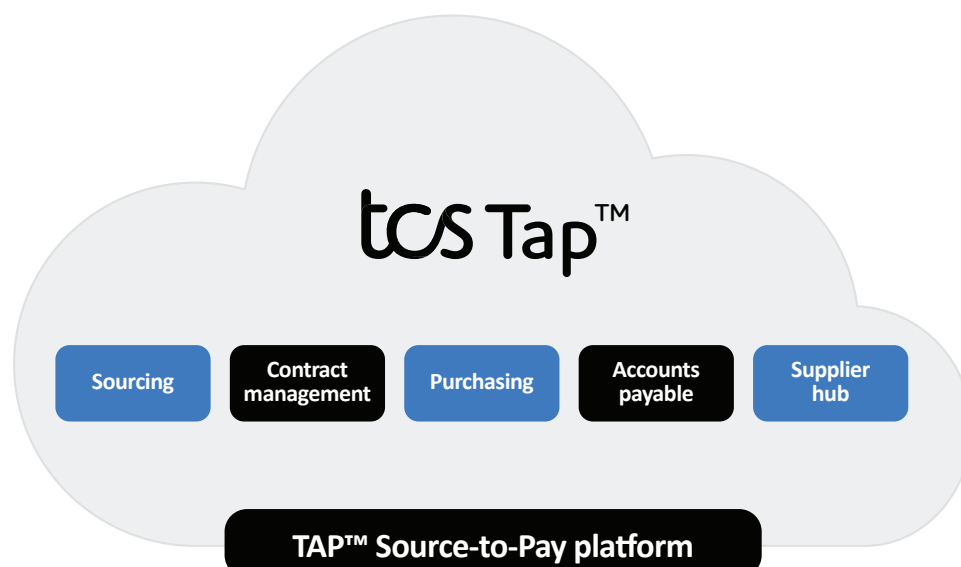 tcs Tap™
Sourcing
Contract
management
Purchasing
Accounts
payable
Supplier
hub
TAP™ Source-to-Pay platform